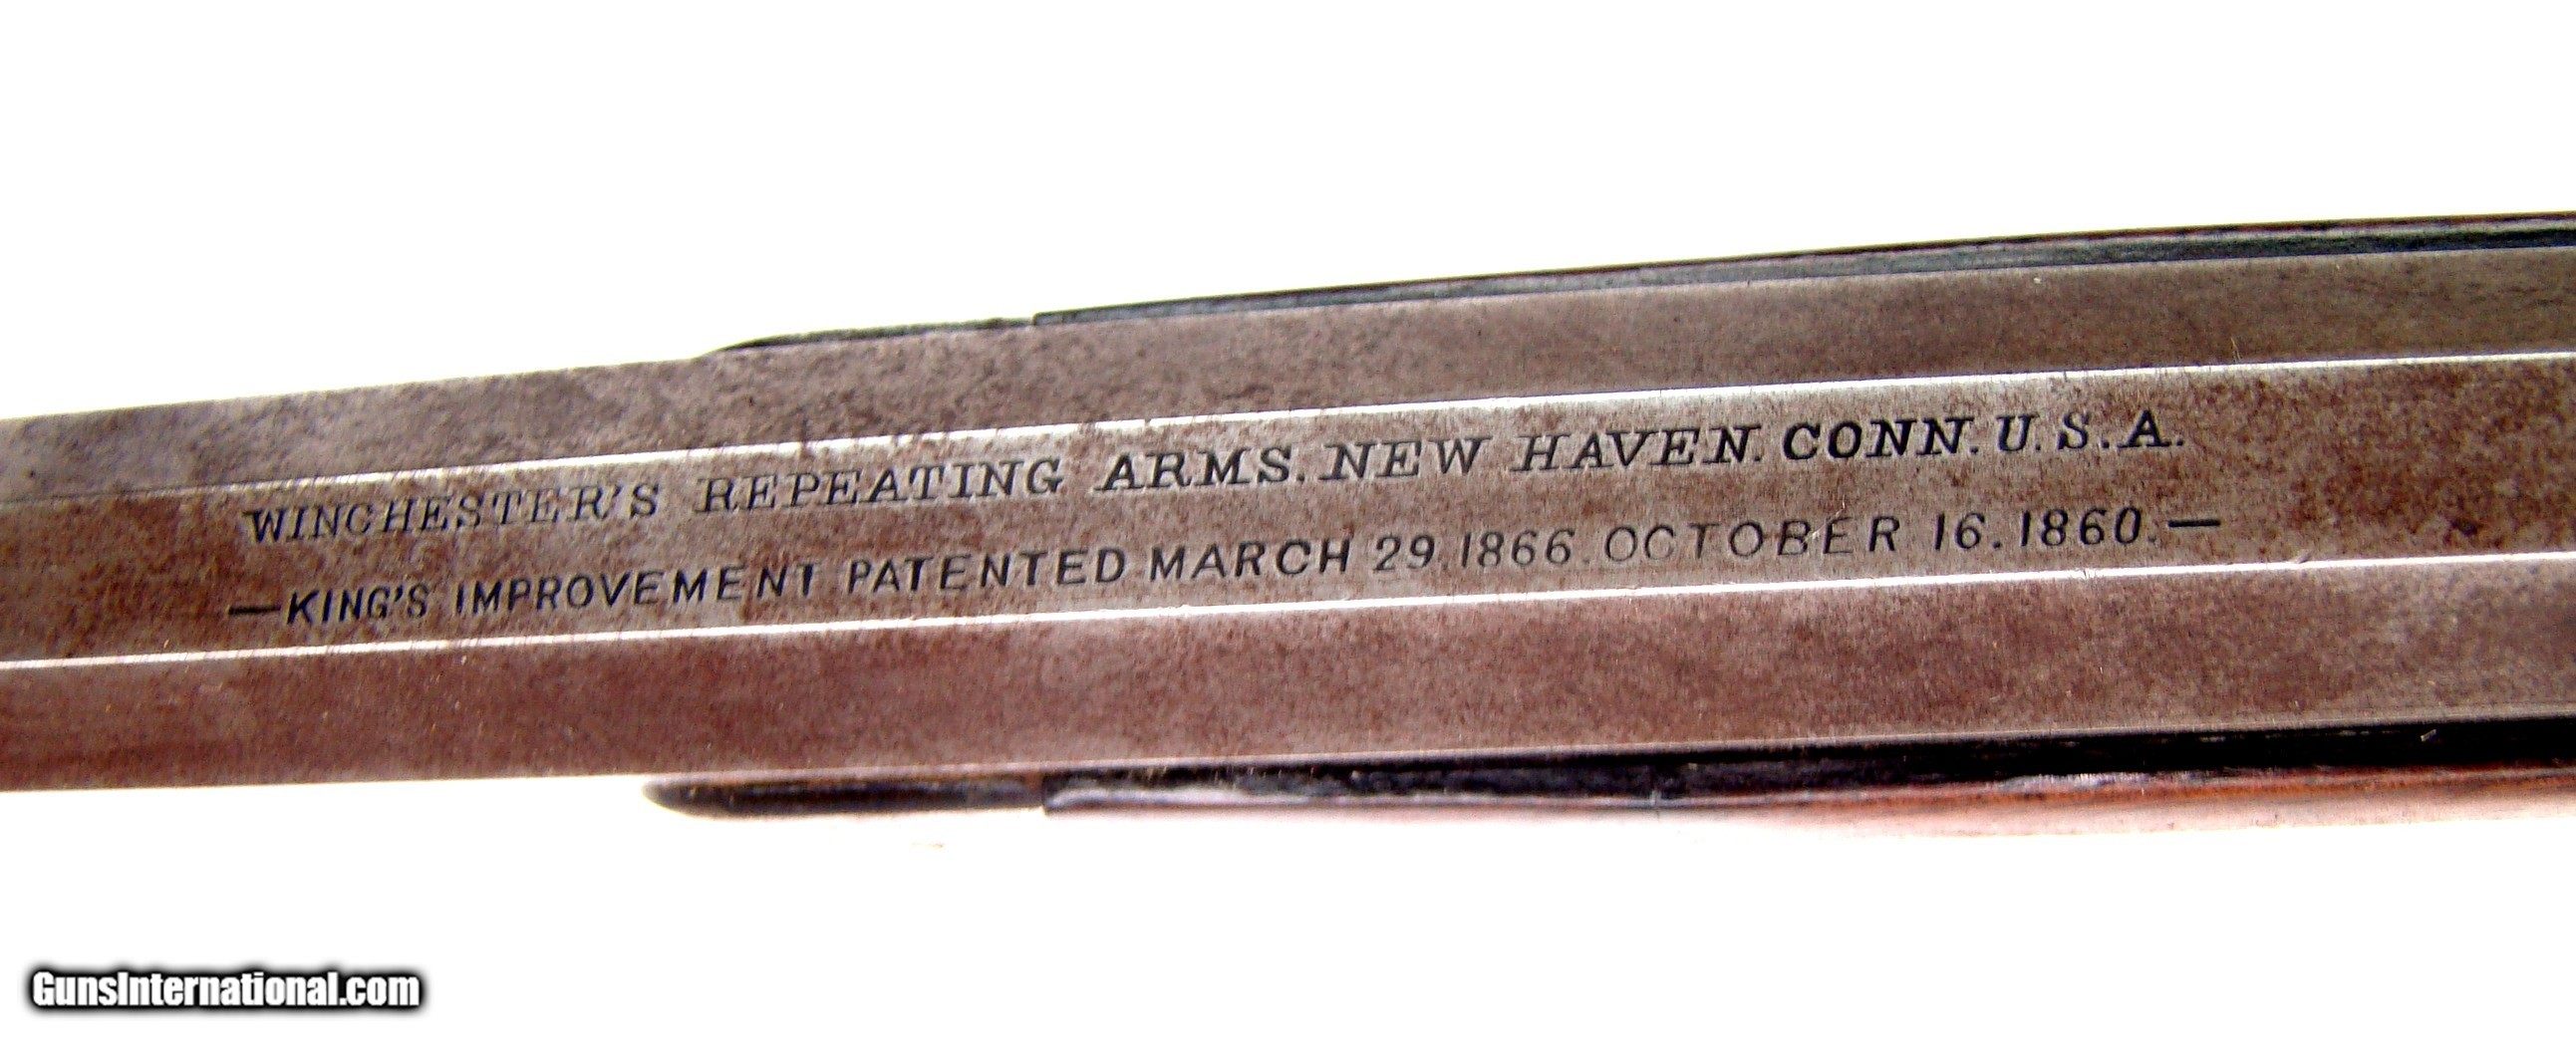 WINCHESTER'S REPEATING ARMS. NEW HAVEN. CONN. U.S.A.
—KING'S IMPROVEMENT PATENTED MARCH 29. 1866. OCTOBER 16. 1860.—
GunsInternational.com